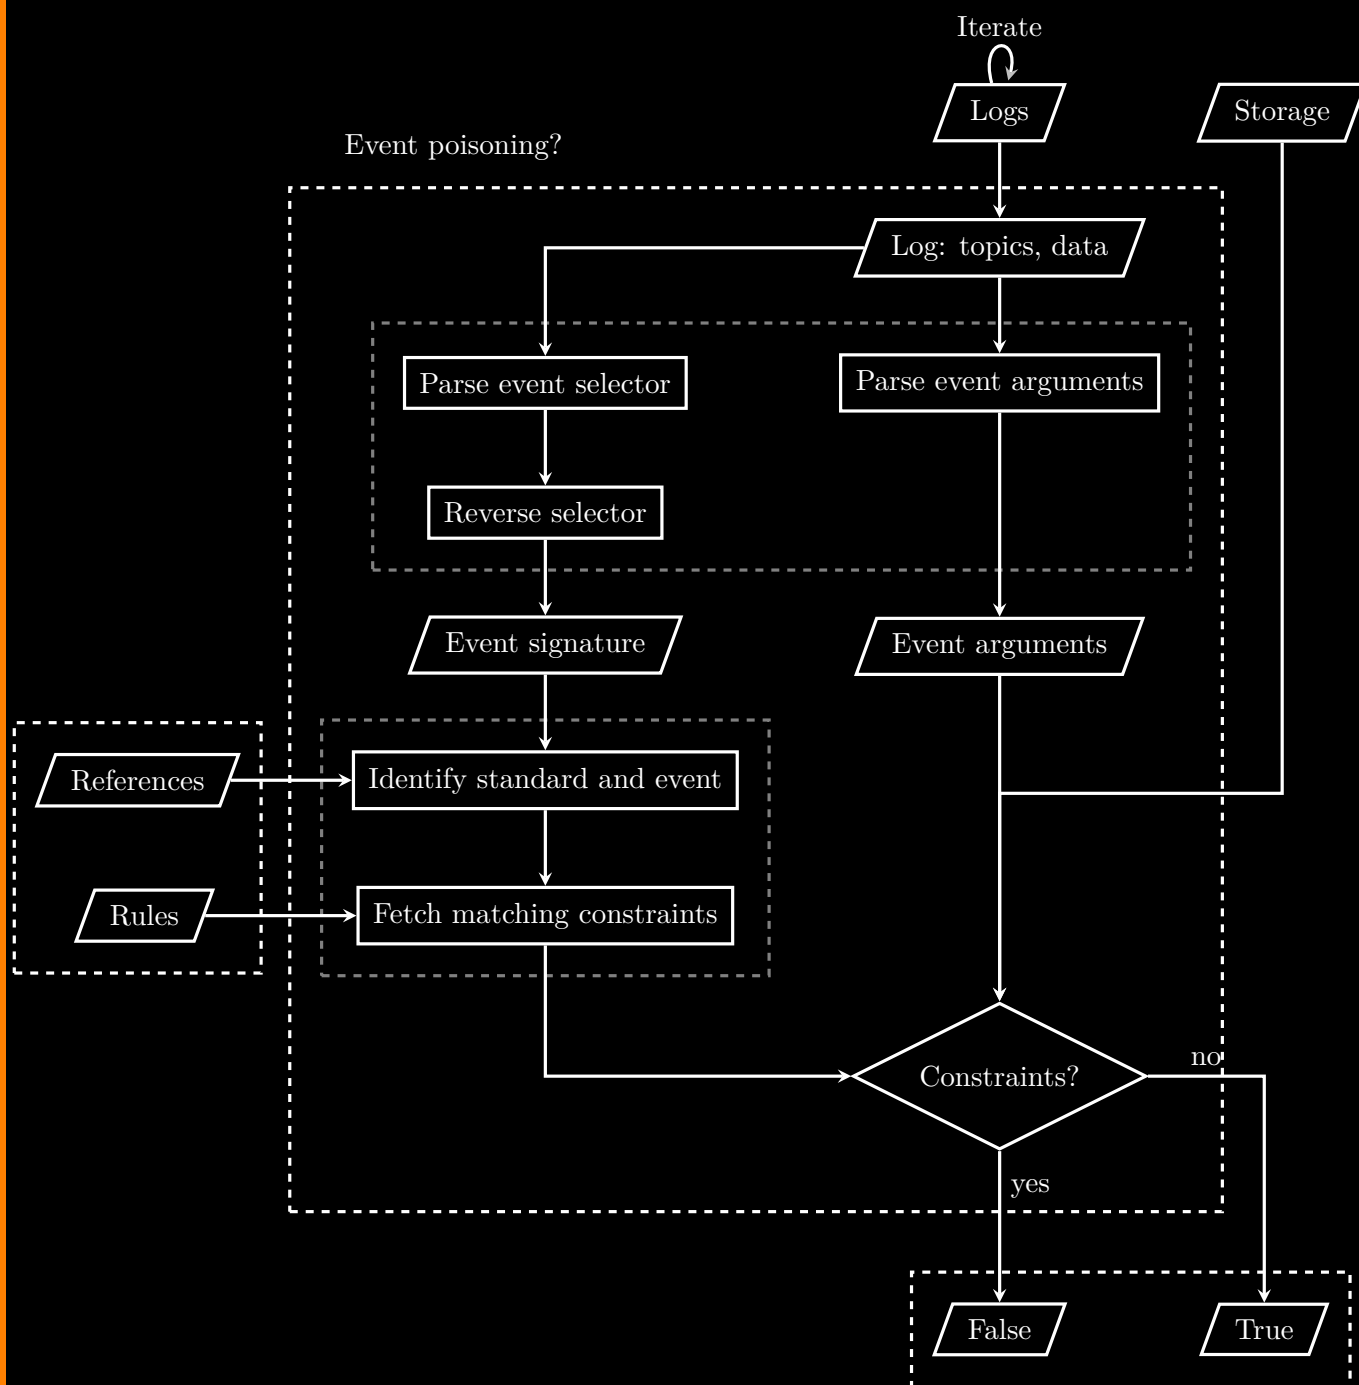 Iterate
Logs
Storage
Event poisoning?
Log: topics, data
Parse event selector
Parse event arguments
Reverse selector
Event signature
Event arguments
References
Identify standard and event
Rules
Fetch matching constraints
no
Constraints?
yes
False
True